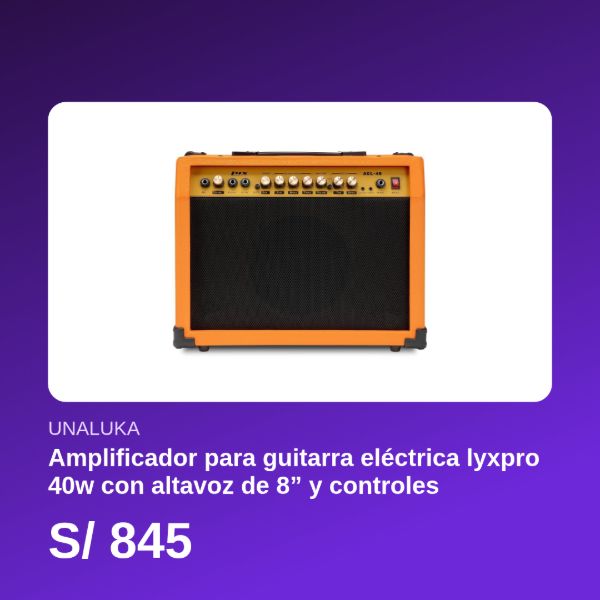 UNALUKA
Amplificador para guitarra eléctrica lyxpro
40w con altavoz de 8” y controles
S/ 845